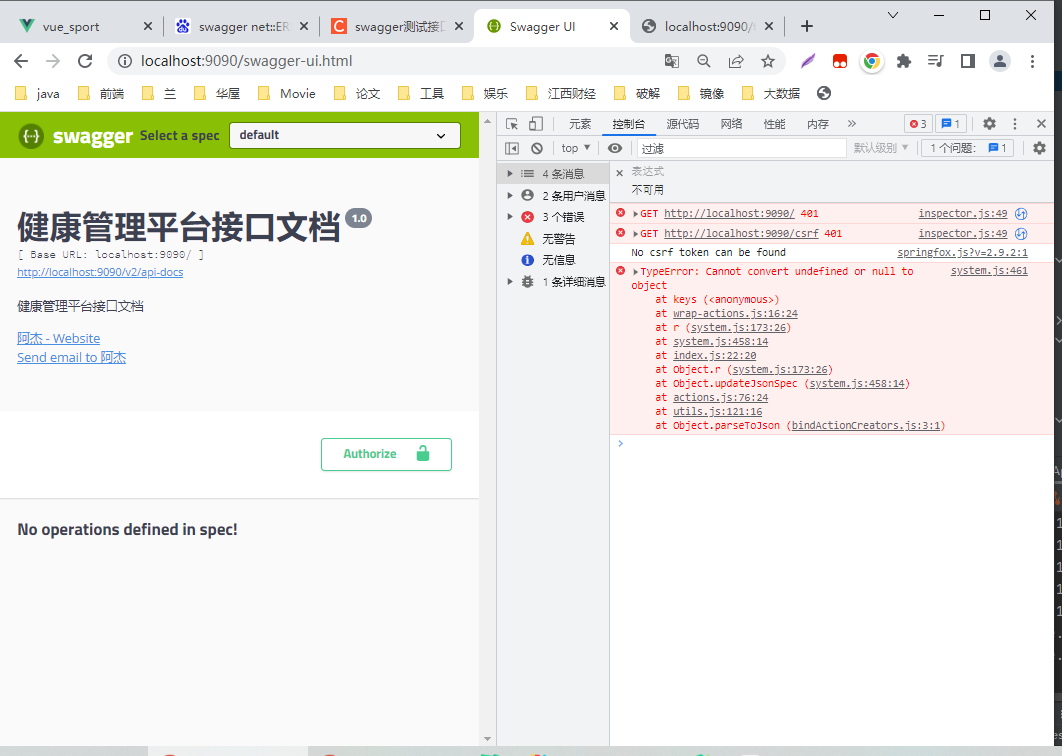 vue_sport
swagger net::ER
swagger测试接口
Swagger UI
localhost:9090/
localhost:9090/swagger-ui.html
java
前端
兰
华屋
Movie
论文
工具
娱乐
江西财经
破解
镜像
大数据
swagger
Select a spec
default
健康管理平台接口文档 1.0
[ Base URL: localhost:9090/ ]
http://localhost:9090/v2/api-docs
健康管理平台接口文档
阿杰 - Website
Send email to 阿杰
Authorize
No operations defined in spec!
元素 控制台 源代码 网络 性能 内存 » 3 1
top 过滤 默认级别 1 个问题: 1
4 条消息
2 条用户消息
3 个错误
无警告
无信息
1 条详细消息
表达式
不可用
GET http://localhost:9090/ 401 inspector.js:49
GET http://localhost:9090/csrf 401 inspector.js:49
No csrf token can be found springfox.js?v=2.9.2:1
TypeError: Cannot convert undefined or null to system.js:461
object
at keys (<anonymous>)
at wrap-actions.js:16:24
at r (system.js:173:26)
at system.js:458:14
at index.js:22:20
at Object.r (system.js:173:26)
at Object.updateJsonSpec (system.js:458:14)
at actions.js:76:24
at utils.js:121:16
at Object.parseToJson (bindActionCreators.js:3:1)